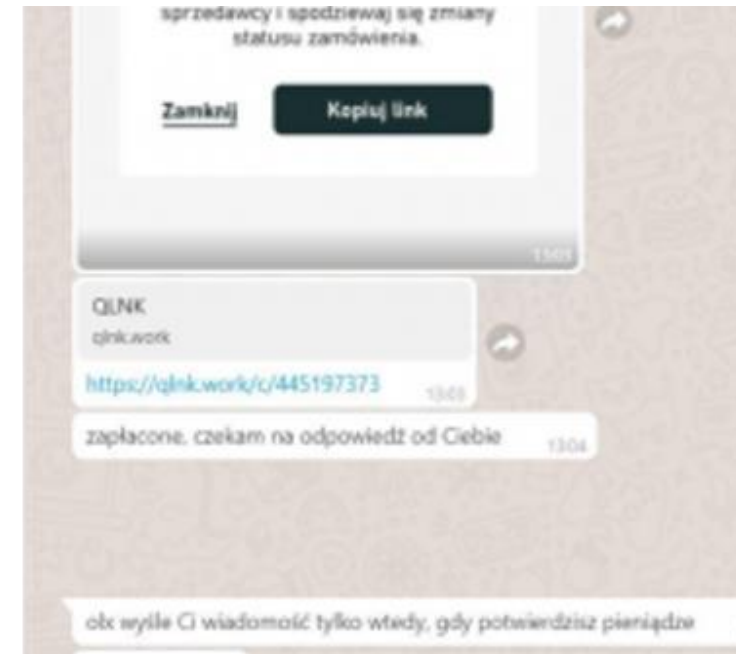 sprzedawcy i spodziewaj się zmiany
statusu zamówienia.
Zamknij
Kopiuj link
13:03
QLNK
qlnk.work
https://qlnk.work/c/445197373
13:03
zapłacone, czekam na odpowiedź od Ciebie
13:04
olx wyśle Ci wiadomość tylko wtedy, gdy potwierdzisz pieniądze